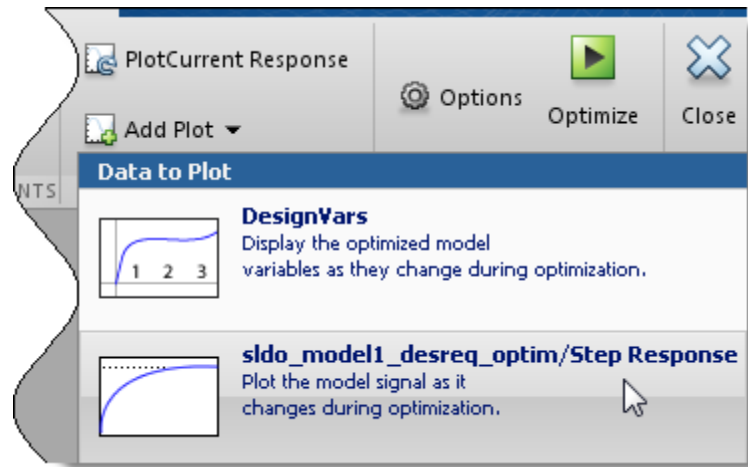 PlotCurrent Response
Options
Optimize
Close
Add Plot
NTS
Data to Plot
DesignVars
Display the optimized model
variables as they change during optimization.
1 2 3
sldo_model1_desreq_optim/Step Response
Plot the model signal as it
changes during optimization.